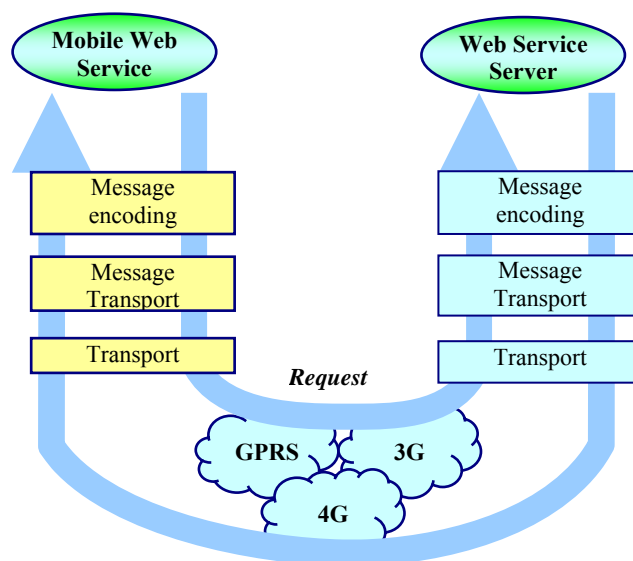 Mobile Web
Service
Web Service
Server
Message
encoding
Message
encoding
Message
Transport
Message
Transport
Transport
Transport
Request
GPRS
3G
4G